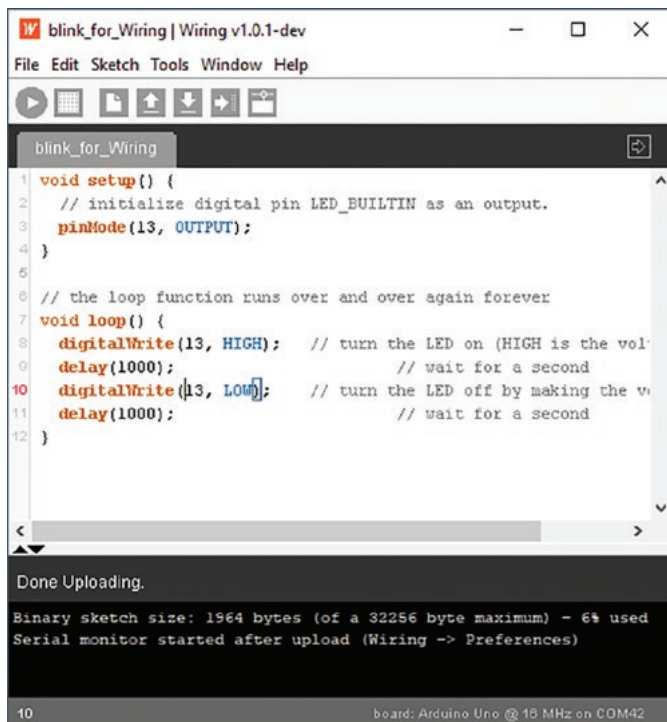 W blink_for_Wiring | Wiring v1.0.1-dev
File Edit Sketch Tools Window Help
blink_for_Wiring
1 void setup() {
2 // initialize digital pin LED_BUILTIN as an output.
3 pinMode(13, OUTPUT);
4 }
5
6 // the loop function runs over and over again forever
7 void loop() {
8 digitalWrite(13, HIGH); // turn the LED on (HIGH is the vol
9 delay(1000); // wait for a second
10 digitalWrite(13, LOW); // turn the LED off by making the v
11 delay(1000); // wait for a second
12 }
Done Uploading.
Binary sketch size: 1964 bytes (of a 32256 byte maximum) - 6% used
Serial monitor started after upload (Wiring -> Preferences)
10 board: Arduino Uno @ 16 MHz on COM42